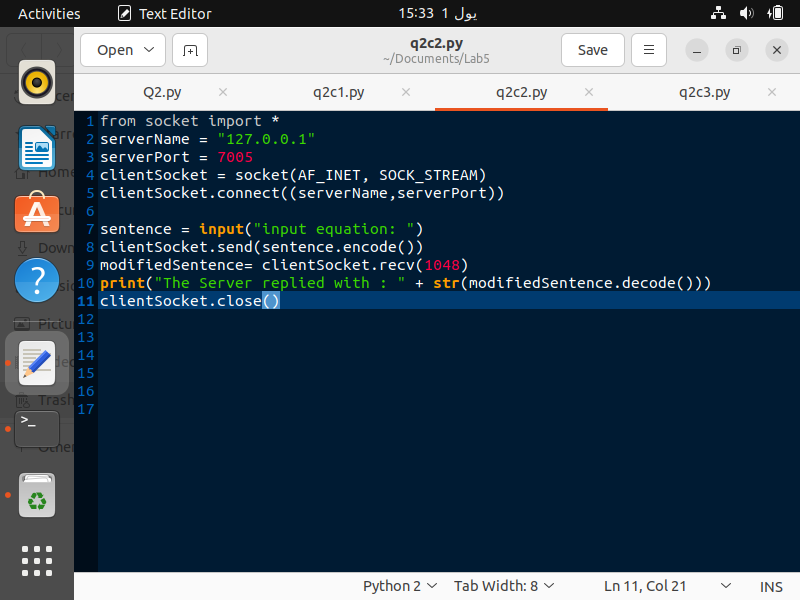 Activities
Text Editor
15:33 1 يول
Open
q2c2.py
~/Documents/Lab5
Save
Q2.py
q2c1.py
q2c2.py
q2c3.py
1 from socket import *
2 serverName = "127.0.0.1"
3 serverPort = 7005
4 clientSocket = socket(AF_INET, SOCK_STREAM)
5 clientSocket.connect((serverName,serverPort))
6
7 sentence = input("input equation: ")
8 clientSocket.send(sentence.encode())
9 modifiedSentence= clientSocket.recv(1048)
10 print("The Server replied with : " + str(modifiedSentence.decode()))
11 clientSocket.close()
12
13
14
15
16
17
Home
Trash
Python 2
Tab Width: 8
Ln 11, Col 21
INS